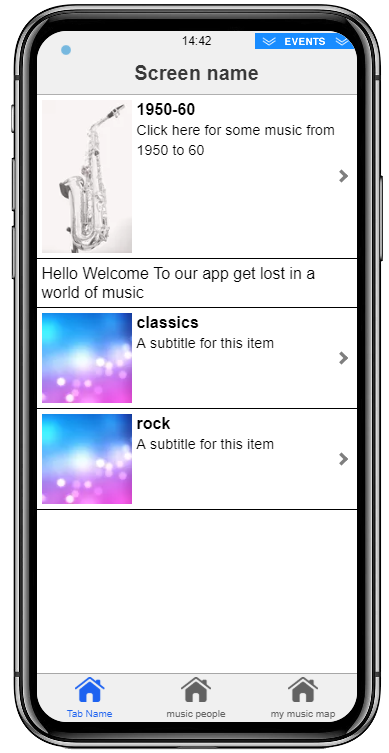 14:42
EVENTS
Screen name
1950-60
Click here for some music from
1950 to 60
Hello Welcome To our app get lost in a
world of music
classics
A subtitle for this item
rock
A subtitle for this item
Tab Name
music people
my music map